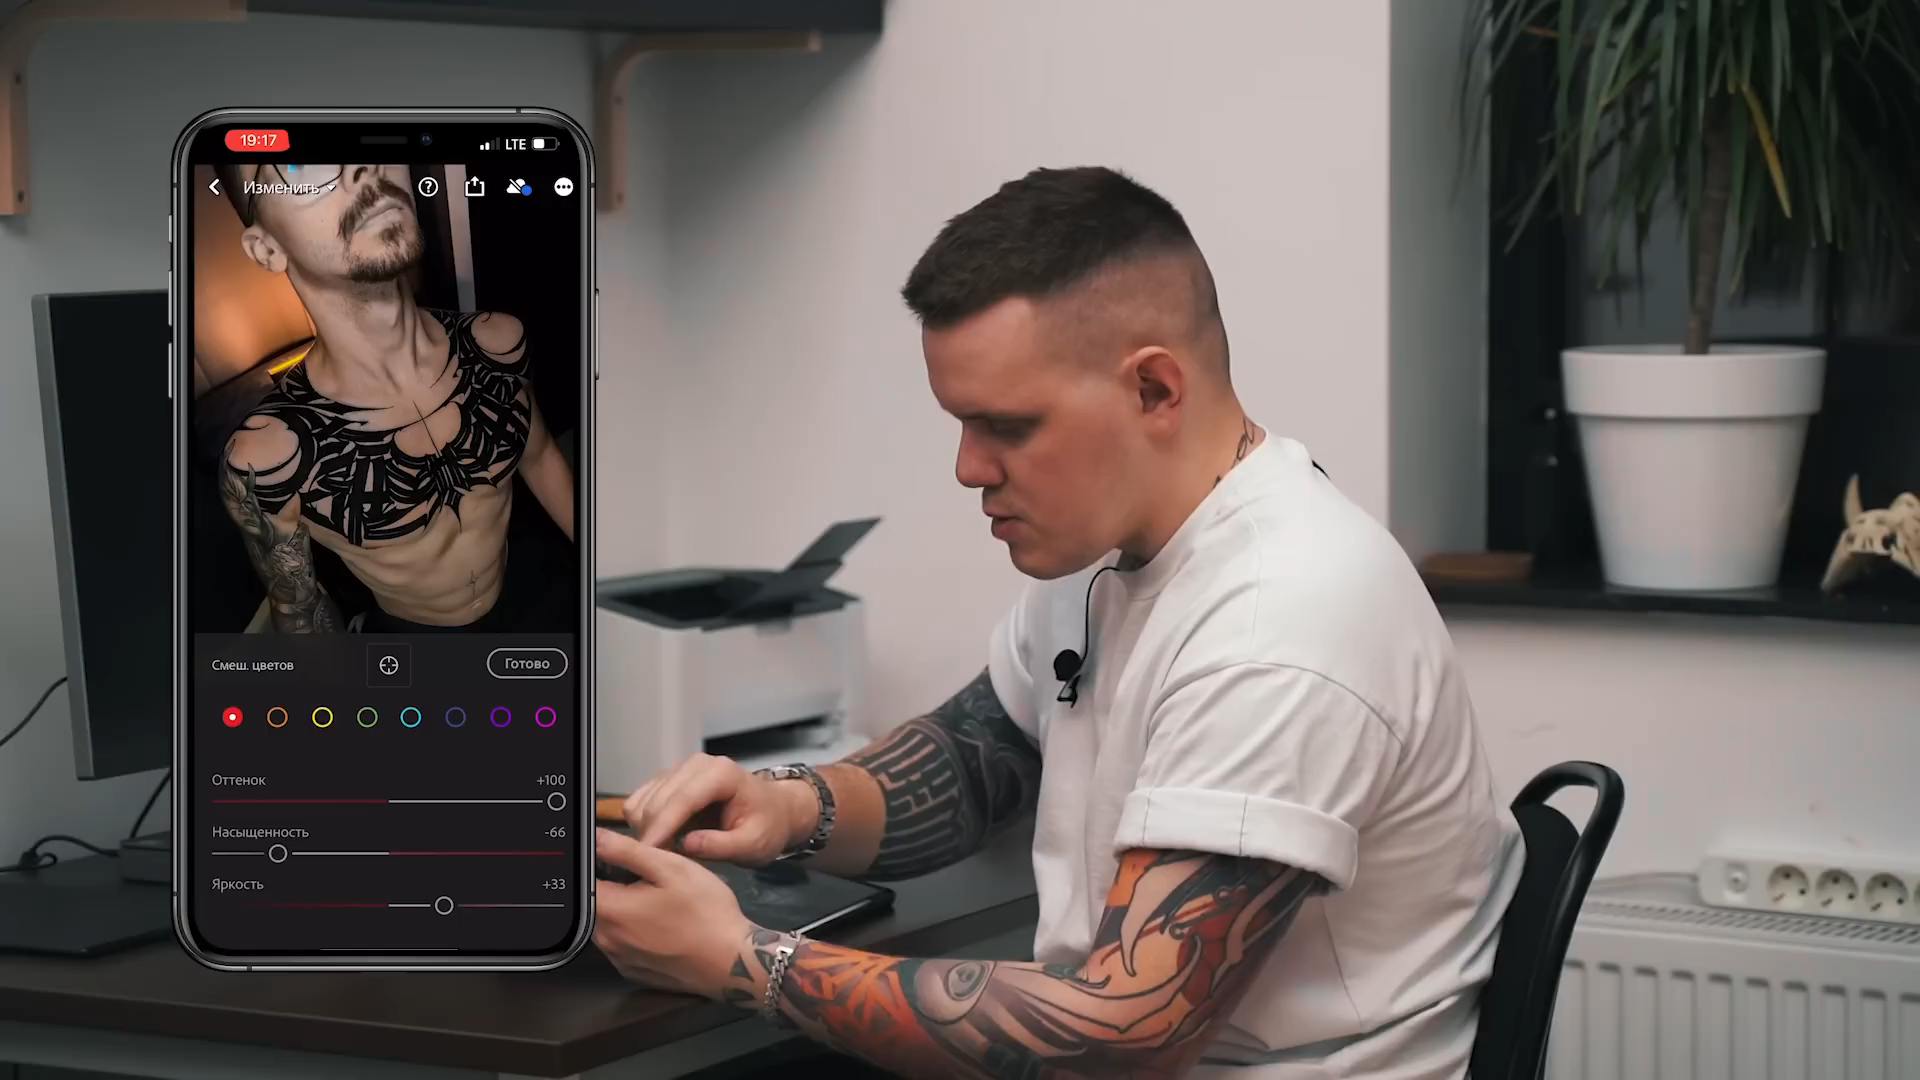 19:17
LTE
Изменить
Смеш. цветов
Готово
Оттенок
+100
Насыщенность
-66
Яркость
+33